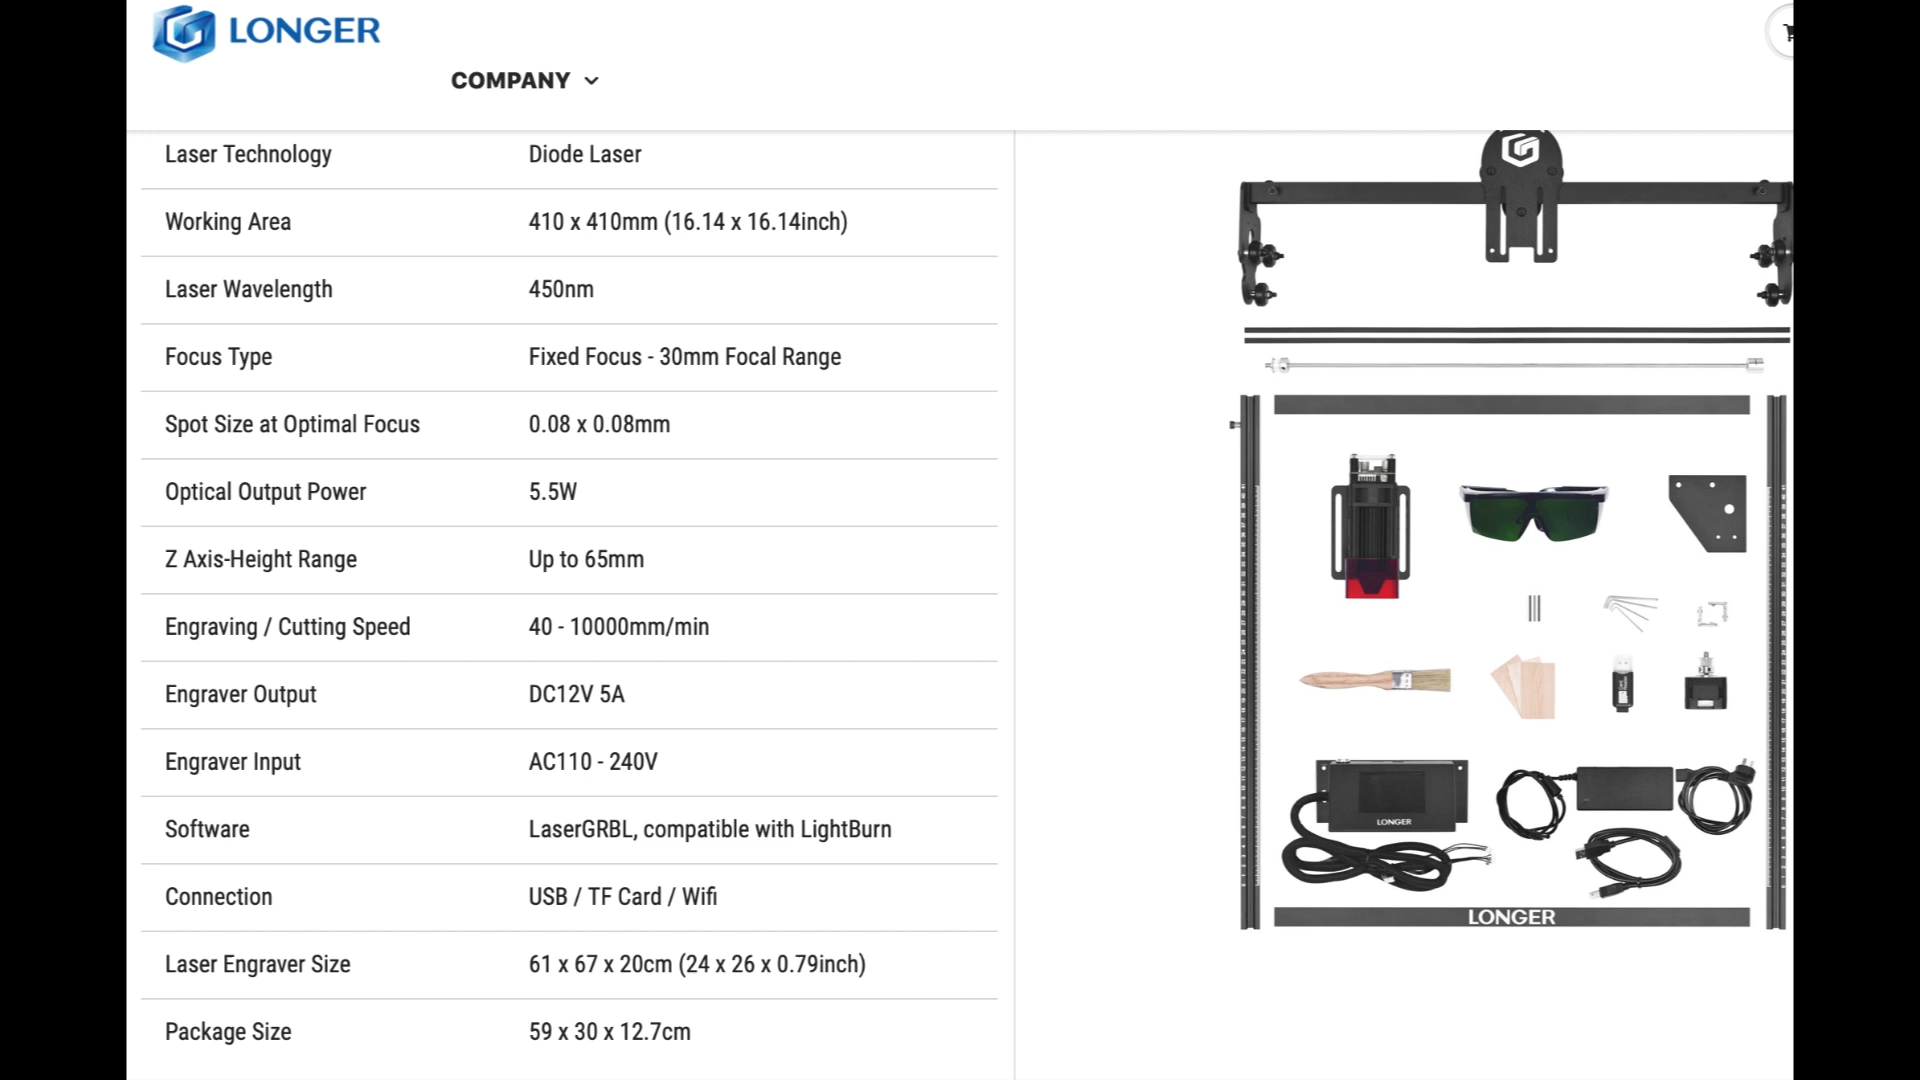 LONGER
COMPANY
Laser Technology Diode Laser
Working Area 410 x 410mm (16.14 x 16.14inch)
Laser Wavelength 450nm
Focus Type Fixed Focus - 30mm Focal Range
Spot Size at Optimal Focus 0.08 x 0.08mm
Optical Output Power 5.5W
Z Axis-Height Range Up to 65mm
Engraving / Cutting Speed 40 - 10000mm/min
Engraver Output DC12V 5A
Engraver Input AC110 - 240V
Software LaserGRBL, compatible with LightBurn
Connection USB / TF Card / Wifi
Laser Engraver Size 61 x 67 x 20cm (24 x 26 x 0.79inch)
Package Size 59 x 30 x 12.7cm
LONGER
LONGER